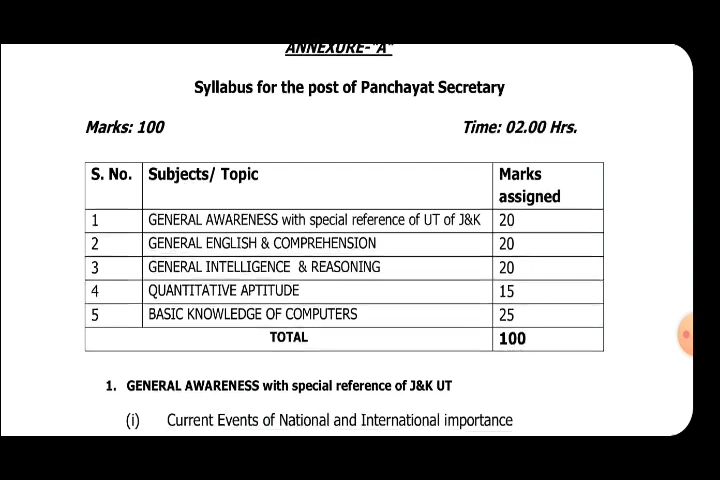 ANNEXURE-"A"
Syllabus for the post of Panchayat Secretary
Marks: 100 Time: 02.00 Hrs.
S. No. Subjects/ Topic Marks assigned
1 GENERAL AWARENESS with special reference of UT of J&K 20
2 GENERAL ENGLISH & COMPREHENSION 20
3 GENERAL INTELLIGENCE & REASONING 20
4 QUANTITATIVE APTITUDE 15
5 BASIC KNOWLEDGE OF COMPUTERS 25
TOTAL 100
1. GENERAL AWARENESS with special reference of J&K UT
(i) Current Events of National and International importance